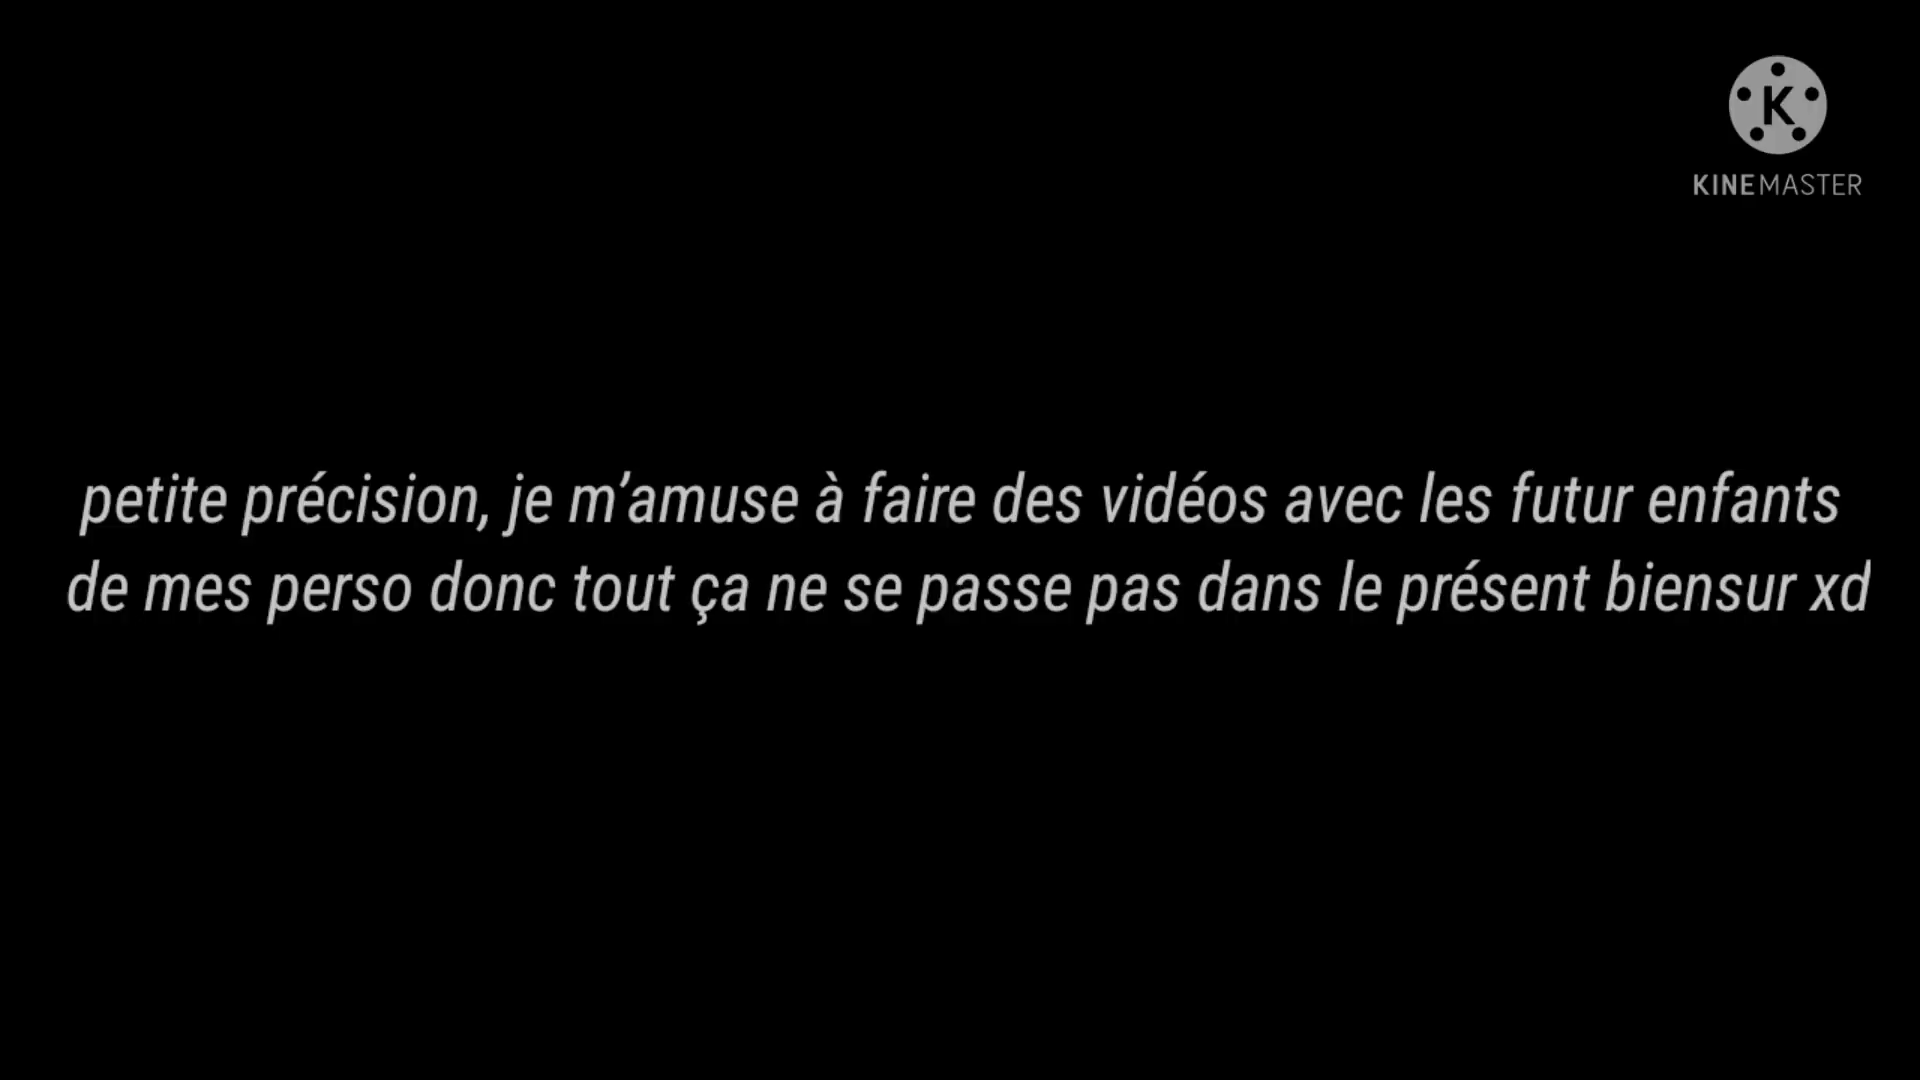 K
KINEMASTER
petite précision, je m’amuse à faire des vidéos avec les futur enfants
de mes perso donc tout ça ne se passe pas dans le présent biensur xd